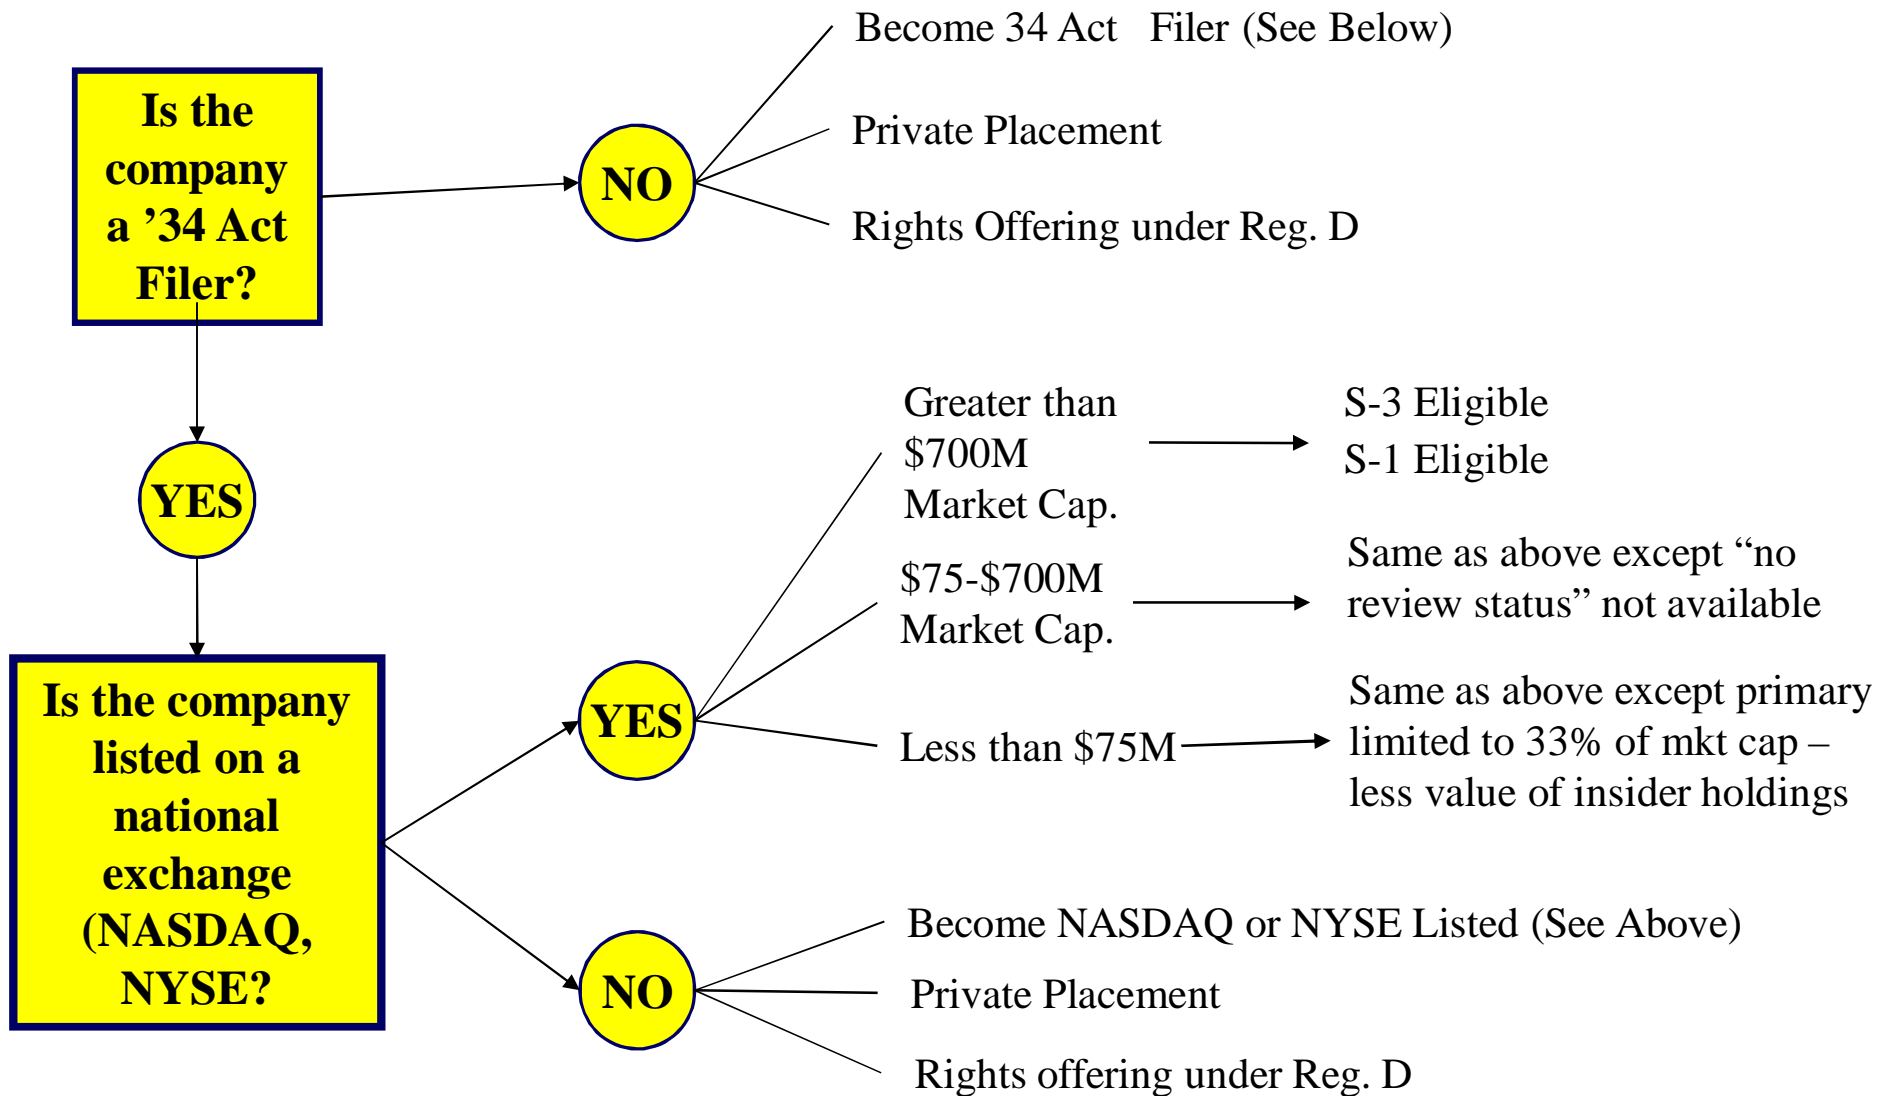 Become 34 Act   Filer (See Below)
Is the
company
a ’34 Act
Filer?
NO
Private Placement
Rights Offering under Reg. D
YES
Greater than
$700M
Market Cap.
S-3 Eligible
S-1 Eligible
$75-$700M
Market Cap.
Same as above except “no
review status” not available
Is the company
listed on a
national
exchange
(NASDAQ,
NYSE?
YES
Less than $75M
Same as above except primary
limited to 33% of mkt cap –
less value of insider holdings
NO
Become NASDAQ or NYSE Listed (See Above)
Private Placement
Rights offering under Reg. D